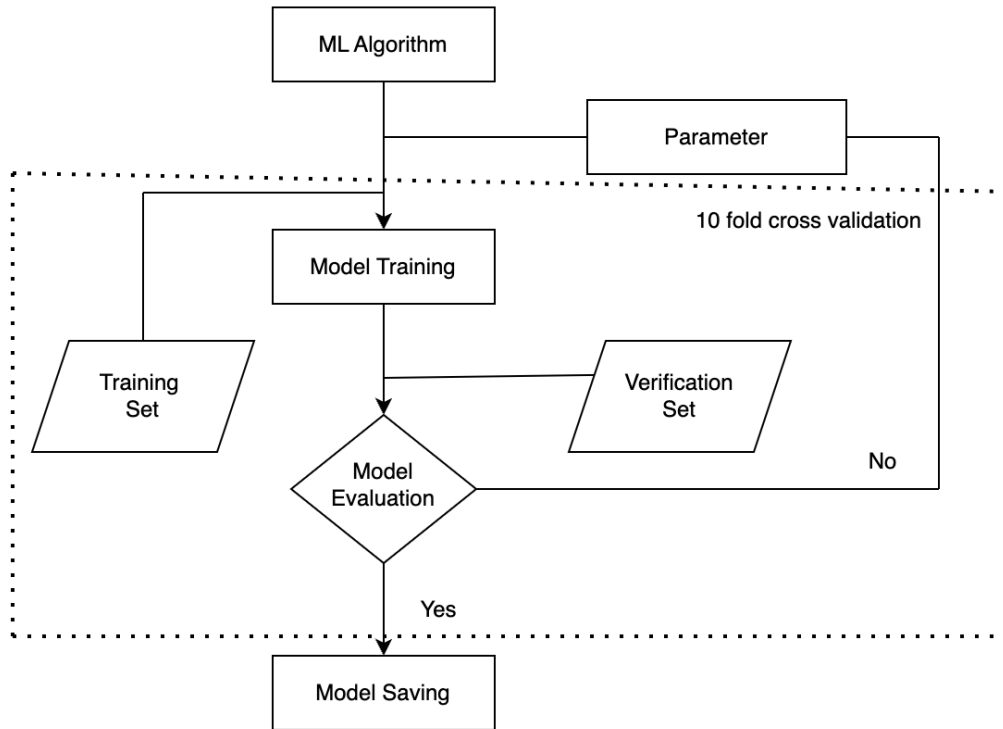 ML Algorithm
Parameter
10 fold cross validation
Model Training
Training
Set
Verification
Set
Model
Evaluation
No
Yes
Model Saving